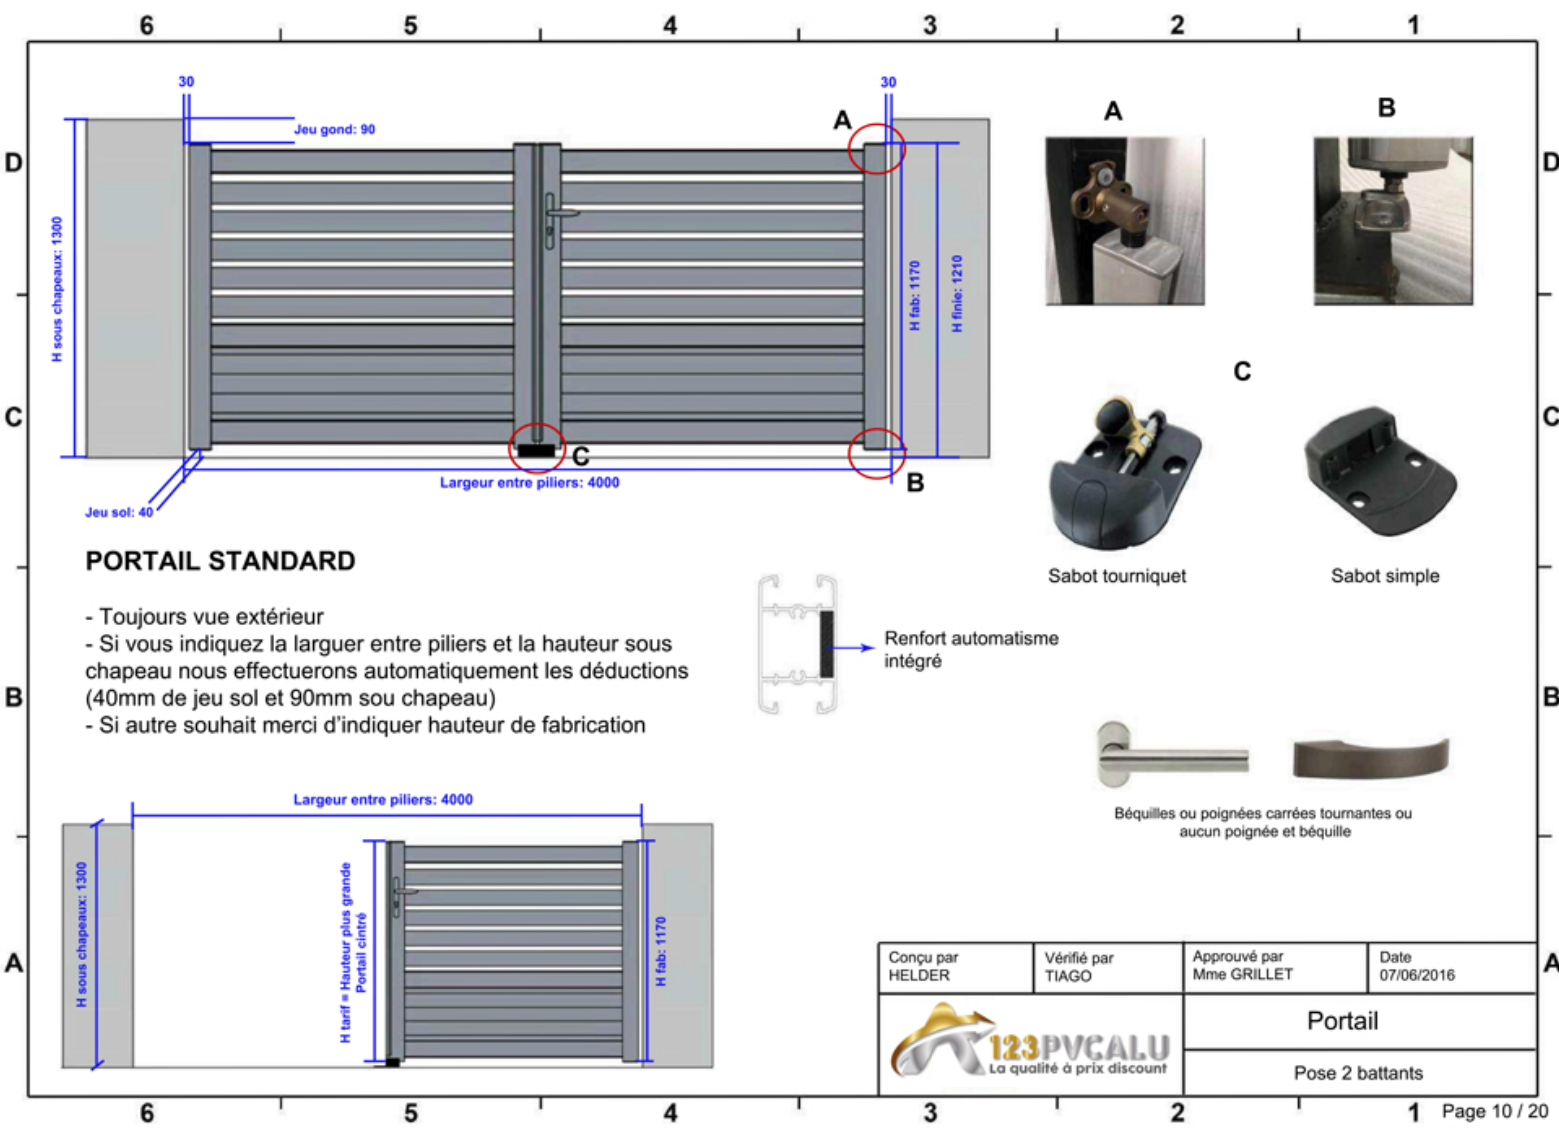 6 5 4 3 2 1
30
30
Jeu gond: 90
A
A
B
D
D
H sous chapeaux: 1300
H fab: 1170
H finie: 1210
C
C
C
C
B
Largeur entre piliers: 4000
Jeu sol: 40
Sabot tourniquet
Sabot simple
PORTAIL STANDARD
- Toujours vue extérieur
- Si vous indiquez la larguer entre piliers et la hauteur sous
chapeau nous effectuerons automatiquement les déductions
(40mm de jeu sol et 90mm sou chapeau)
- Si autre souhait merci d'indiquer hauteur de fabrication
Renfort automatisme
intégré
B
B
Béquilles ou poignées carrées tournantes ou
aucun poignée et béquille
Largeur entre piliers: 4000
H sous chapeaux: 1300
H tarif = Hauteur plus grande
Portail cintré
H fab: 1170
A
A
Conçu par
HELDER
Vérifié par
TIAGO
Approuvé par
Mme GRILLET
Date
07/06/2016
123PVCALU
La qualité à prix discount
Portail
Pose 2 battants
6 5 4 3 2 1
Page 10 / 20